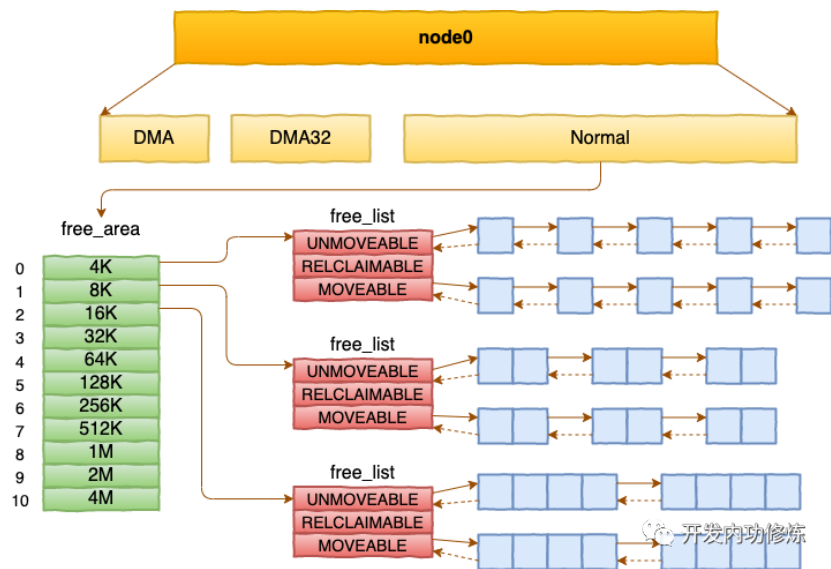 node0
DMA
DMA32
Normal
free_area
0 4K
1 8K
2 16K
3 32K
4 64K
5 128K
6 256K
7 512K
8 1M
9 2M
10 4M
free_list
UNMOVEABLE
RELCLAIMABLE
MOVEABLE
free_list
UNMOVEABLE
RELCLAIMABLE
MOVEABLE
free_list
UNMOVEABLE
RELCLAIMABLE
MOVEABLE
开发内功修炼